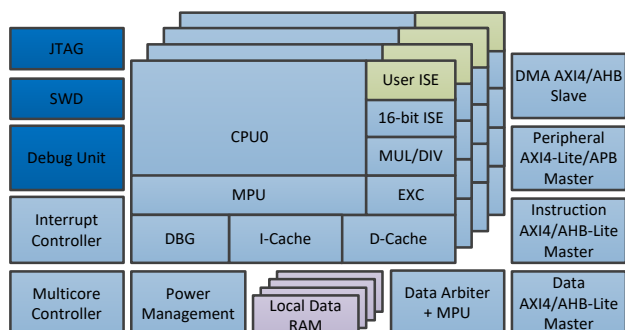 JTAG
SWD
Debug Unit
Interrupt
Controller
Multicore
Controller
CPU0
User ISE
16-bit ISE
MUL/DIV
MPU
EXC
DBG
I-Cache
D-Cache
Power
Management
Local Data
RAM
Data Arbiter
+ MPU
DMA AXI4/AHB
Slave
Peripheral
AXI4-Lite/APB
Master
Instruction
AXI4/AHB-Lite
Master
Data
AXI4/AHB-Lite
Master